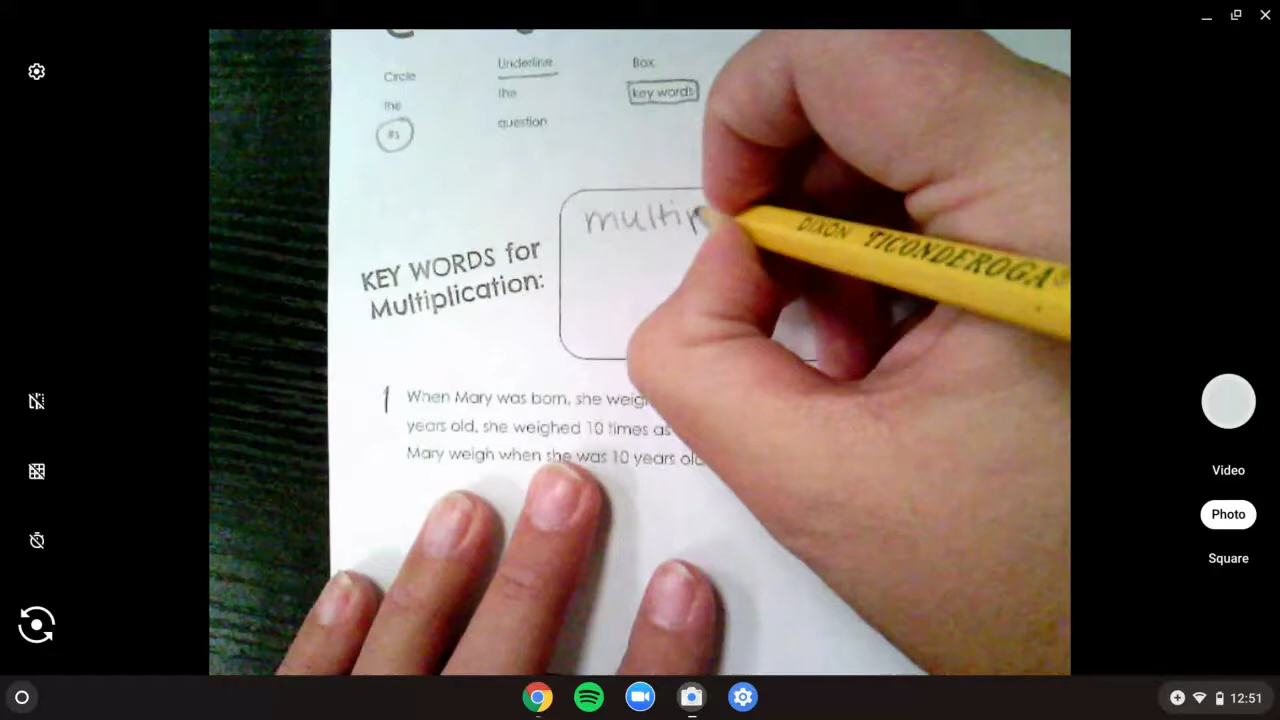 Circle
the
#s
Underline
the
question
Box
key words
multip
KEY WORDS for
Multiplication:
1 When Mary was born, she
years old, she weighed 10 times as
Mary weigh when she was 10 years
DIXON TICONDEROGA
Video
Photo
Square
12:51